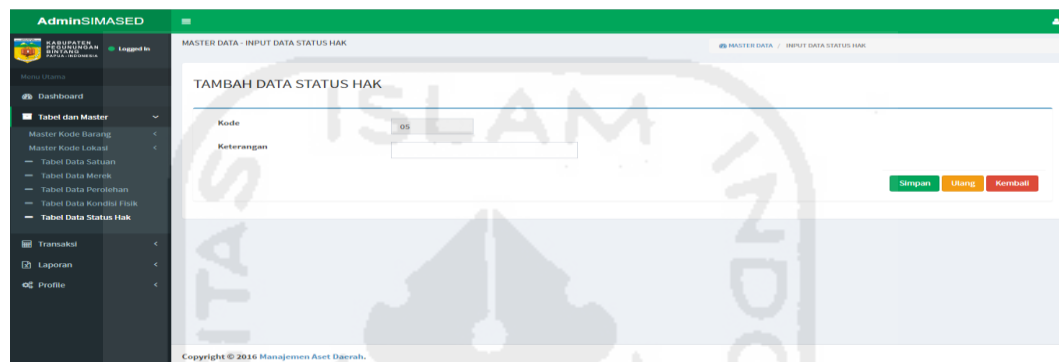 AdminSIMASED
KABUPATEN
PEGUNUNGAN
BINTANG
PAPUA-INDONESIA
Logged in
Menu Utama
Dashboard
Tabel dan Master
Master Kode Barang
Master Kode Lokasi
Tabel Data Satuan
Tabel Data Merek
Tabel Data Perolehan
Tabel Data Kondisi Fisik
Tabel Data Status Hak
Transaksi
Laporan
Profile
MASTER DATA - INPUT DATA STATUS HAK
MASTER DATA / INPUT DATA STATUS HAK
TAMBAH DATA STATUS HAK
Kode
05
Keterangan
Simpan Ulang Kembali
Copyright © 2016 Manajemen Aset Daerah.
ISLAM